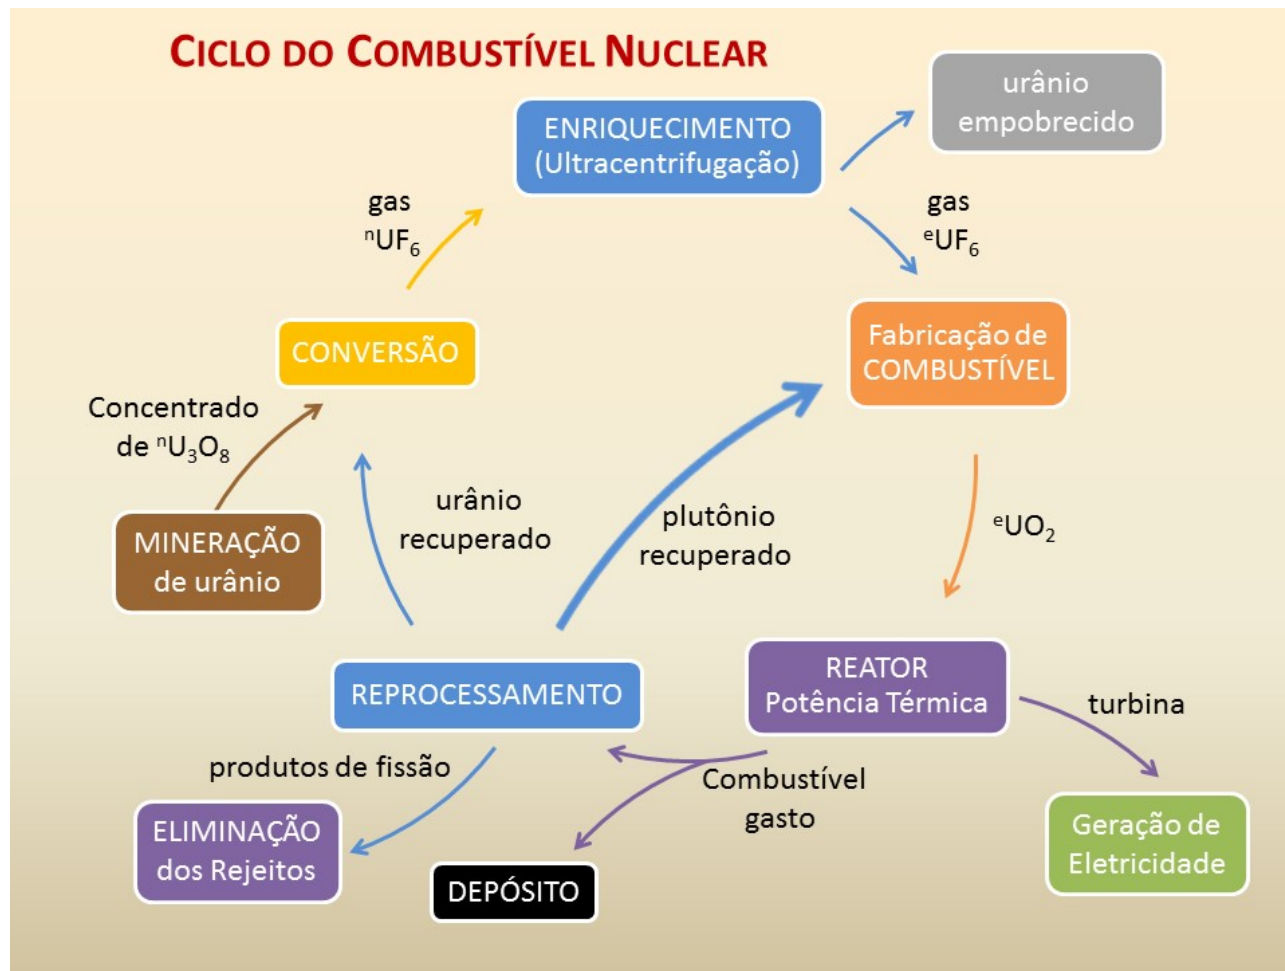 CICLO DO COMBUSTÍVEL NUCLEAR
urânio
empobrecido
ENRIQUECIMENTO
(Ultracentrifugação)
gas
ⁿUF₆
gas
ᵉUF₆
CONVERSÃO
Fabricação de
COMBUSTÍVEL
Concentrado
de ⁿU₃O₈
urânio
recuperado
plutônio
recuperado
ᵉUO₂
MINERAÇÃO
de urânio
REPROCESSAMENTO
REATOR
Potência Térmica
turbina
produtos de fissão
Combustível
gasto
ELIMINAÇÃO
dos Rejeitos
DEPÓSITO
Geração de
Eletricidade